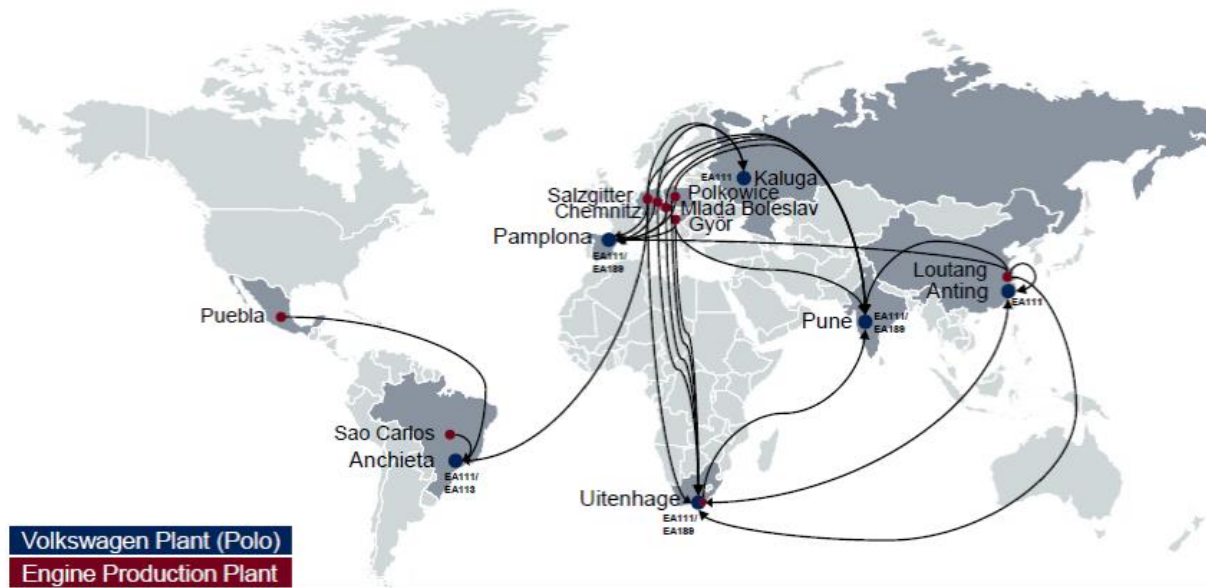 EA111
Kaluga
Salzgitter
Polkowice
Chemnitz
Mlada Boleslav
Györ
Pamplona
EA111/
EA189
Loutang
Anting
EA111
Puebla
Pune
EA111/
EA189
Sao Carlos
Anchieta
EA111/
EA113
Uitenhage
EA111/
EA189
Volkswagen Plant (Polo)
Engine Production Plant